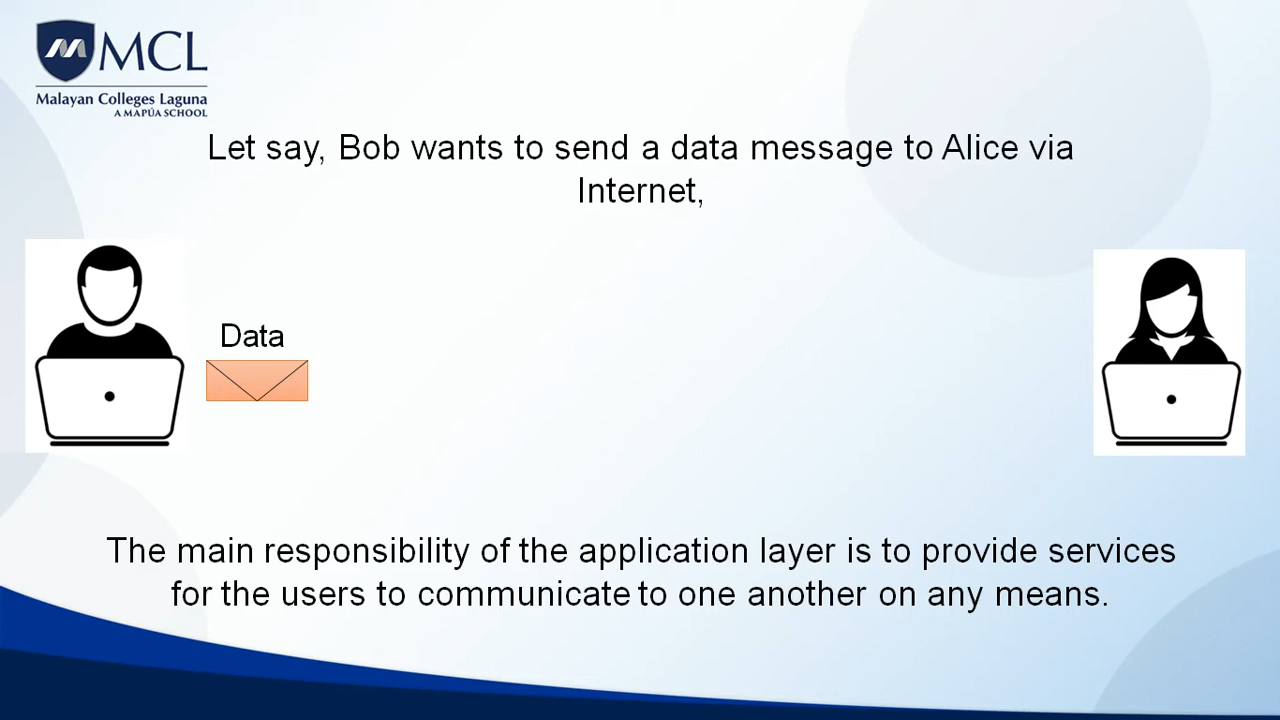 MCL
Malayan Colleges Laguna
A MAPÚA SCHOOL
Let say, Bob wants to send a data message to Alice via
Internet,
Data
The main responsibility of the application layer is to provide services
for the users to communicate to one another on any means.